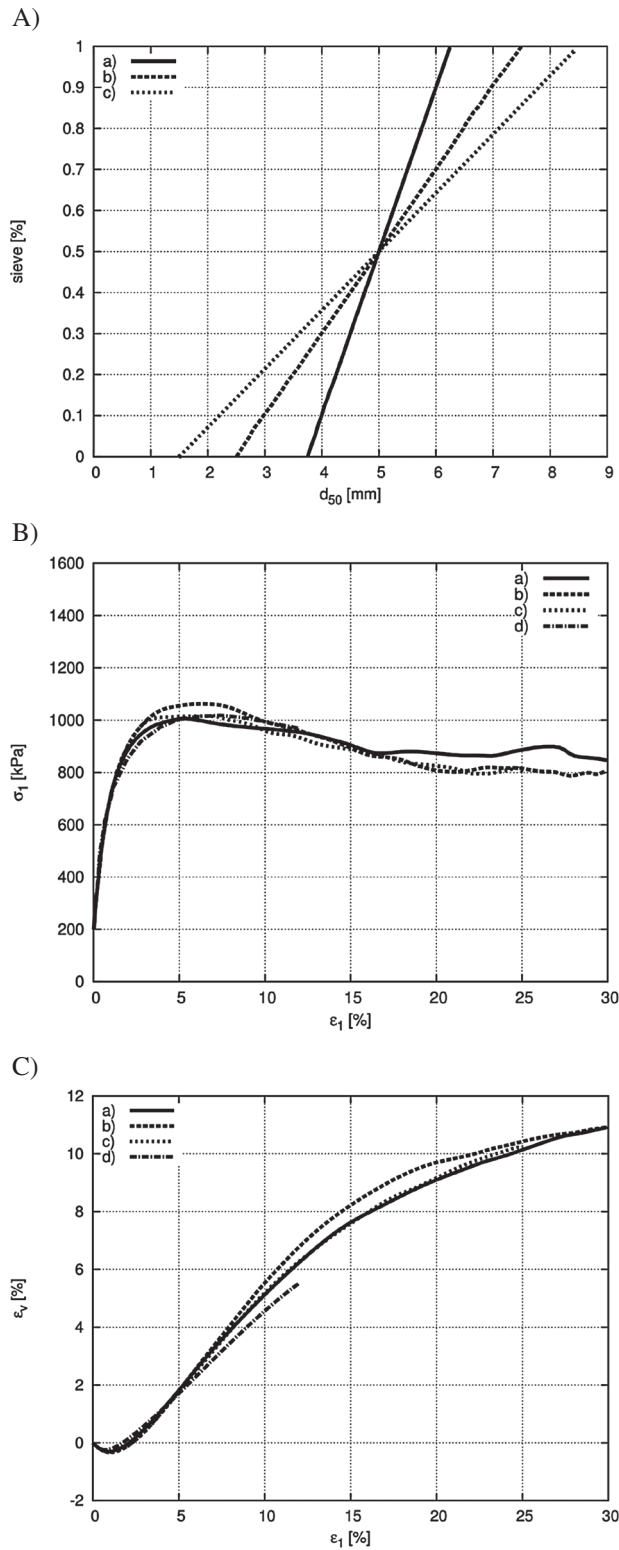 A)
1
0.9
0.8
0.7
0.6
0.5
0.4
0.3
0.2
0.1
0
sieve [%]
a)
b)
c)
0 1 2 3 4 5 6 7 8 9
d50 [mm]
B)
1600
1400
1200
1000
800
600
400
200
0
σ1 [kPa]
a)
b)
c)
d)
0 5 10 15 20 25 30
ε1 [%]
C)
12
10
8
6
4
2
0
-2
εv [%]
a)
b)
c)
d)
0 5 10 15 20 25 30
ε1 [%]